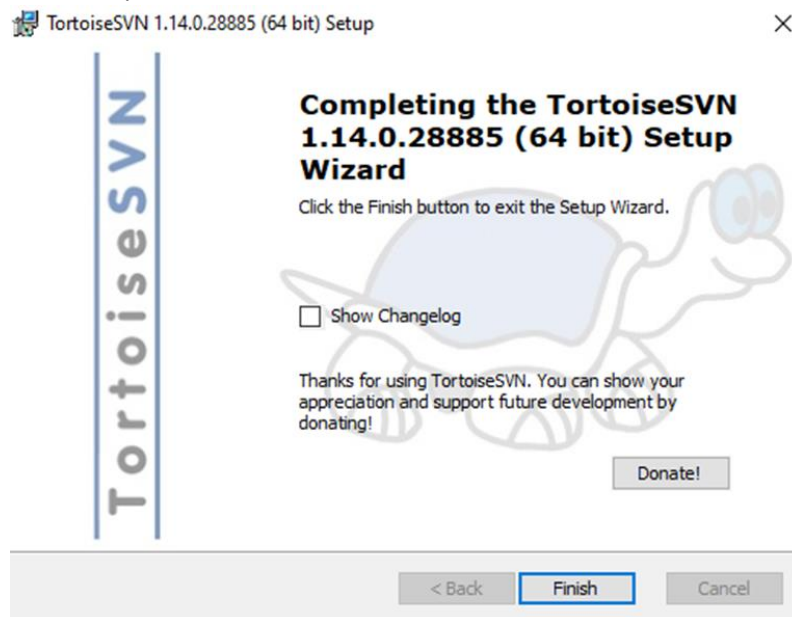 TortoiseSVN 1.14.0.28885 (64 bit) Setup
TortoiseSVN
Completing the TortoiseSVN
1.14.0.28885 (64 bit) Setup
Wizard
Click the Finish button to exit the Setup Wizard.
Show Changelog
Thanks for using TortoiseSVN. You can show your
appreciation and support future development by
donating!
Donate!
< Back
Finish
Cancel